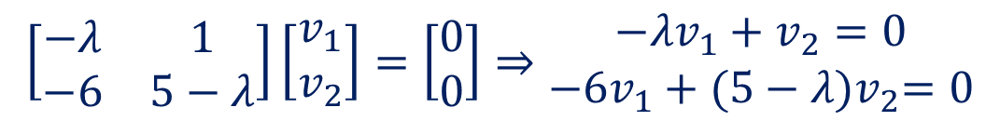 [−λ 1] [v₁] = [0] ⇒ −λv₁ + v₂ = 0
[−6 5 − λ] [v₂] [0] −6v₁ + (5 − λ)v₂= 0